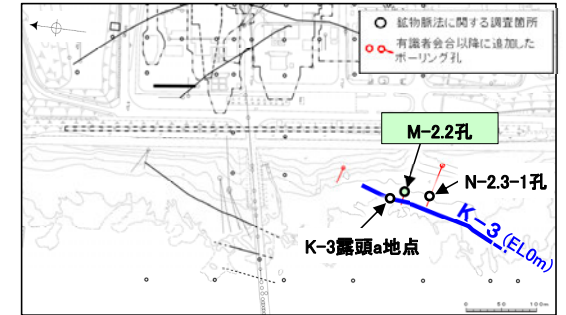 鉱物脈法に関する調査箇所
有識者会合以降に追加した
ボーリング孔
M-2.2孔
N-2.3-1孔
K-3露頭a地点
K-3(EL0m)
0 50 100m